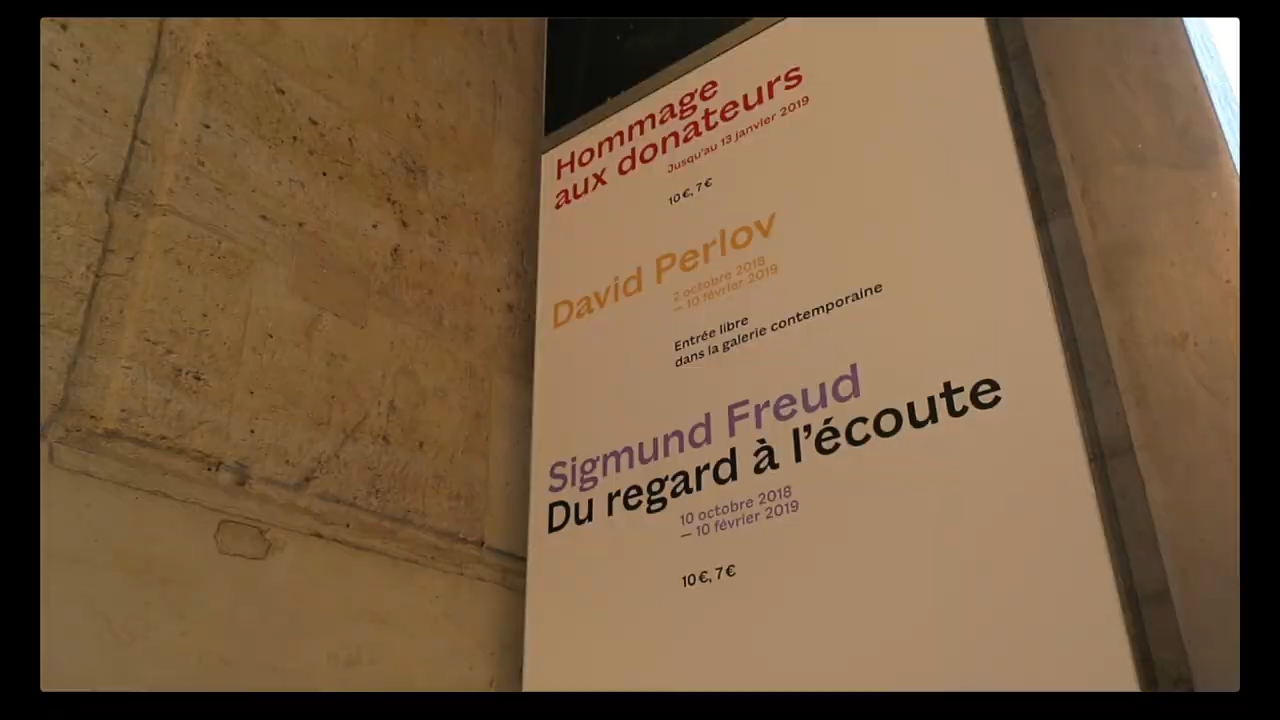 Hommage
aux donateurs
Jusqu'au 13 janvier 2019
10 €, 7 €
David Perlov
2 octobre 2018
— 10 février 2019
Entrée libre
dans la galerie contemporaine
Sigmund Freud
Du regard à l'écoute
10 octobre 2018
— 10 février 2019
10 €, 7 €